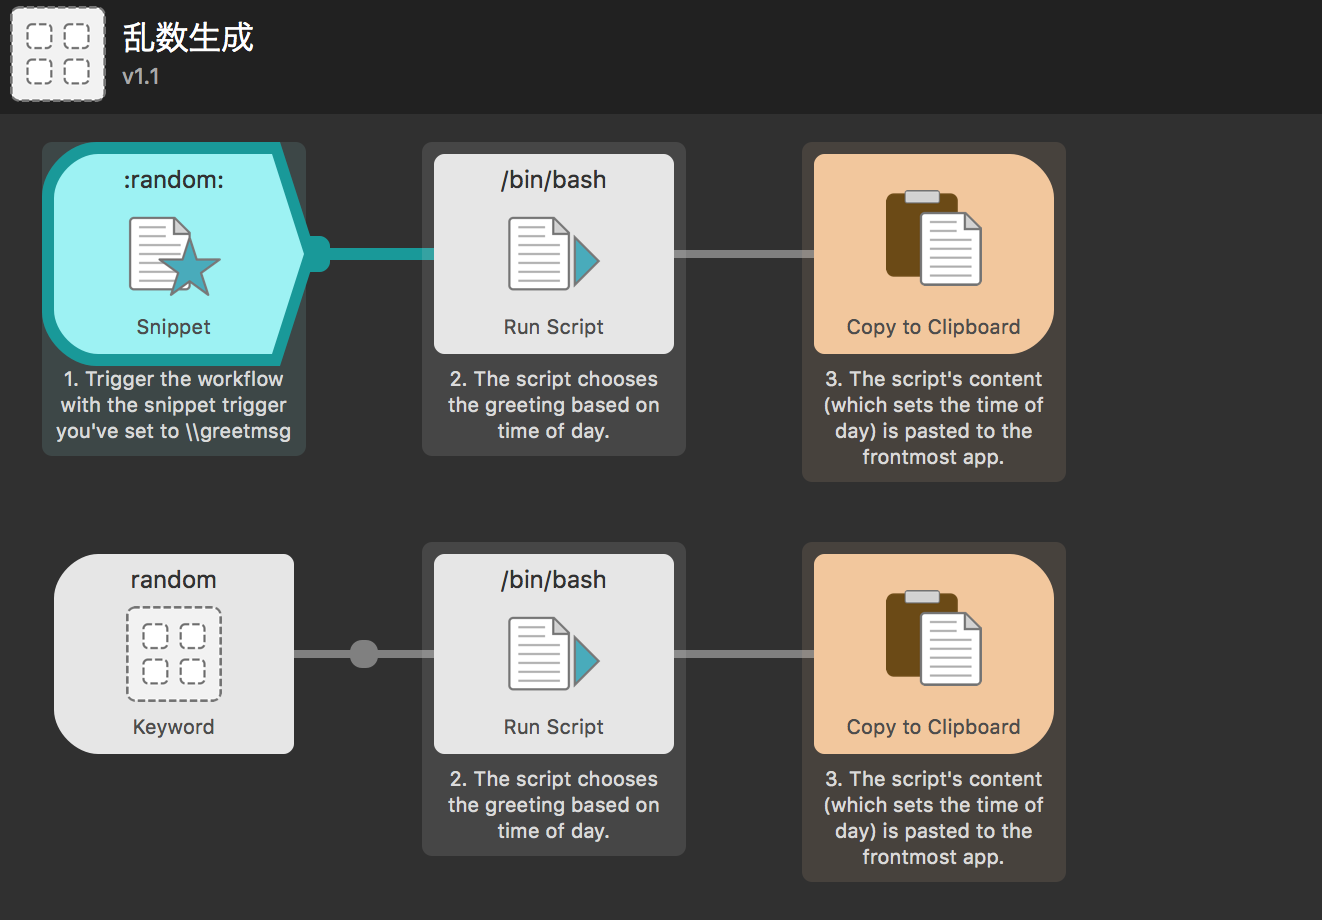 乱数生成
v1.1
:random:
Snippet
1. Trigger the workflow
with the snippet trigger
you've set to \\greetmsg
/bin/bash
Run Script
2. The script chooses
the greeting based on
time of day.
Copy to Clipboard
3. The script's content
(which sets the time of
day) is pasted to the
frontmost app.
random
Keyword
/bin/bash
Run Script
2. The script chooses
the greeting based on
time of day.
Copy to Clipboard
3. The script's content
(which sets the time of
day) is pasted to the
frontmost app.